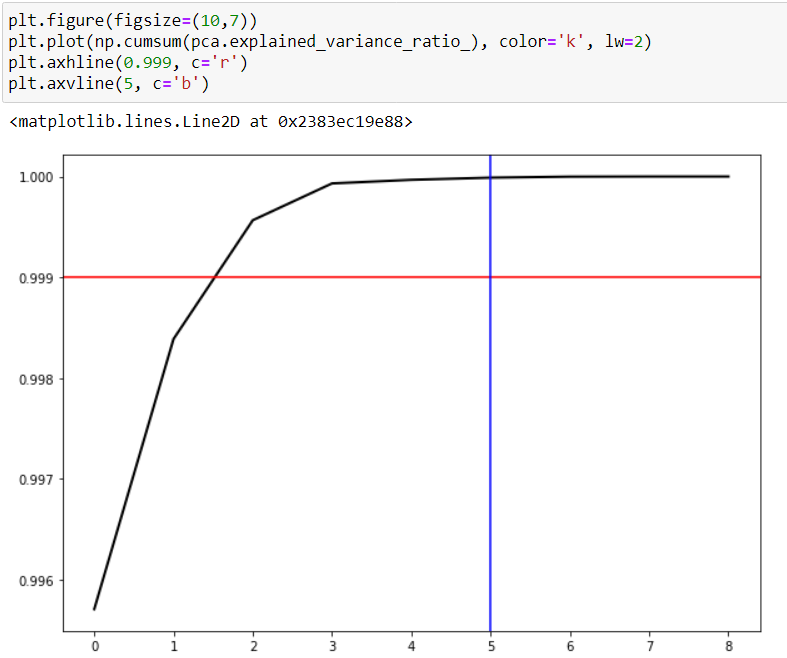 plt.figure(figsize=(10,7))
plt.plot(np.cumsum(pca.explained_variance_ratio_), color='k', lw=2)
plt.axhline(0.999, c='r')
plt.axvline(5, c='b')
<matplotlib.lines.Line2D at 0x2383ec19e88>
1.000
0.999
0.998
0.997
0.996
0 1 2 3 4 5 6 7 8